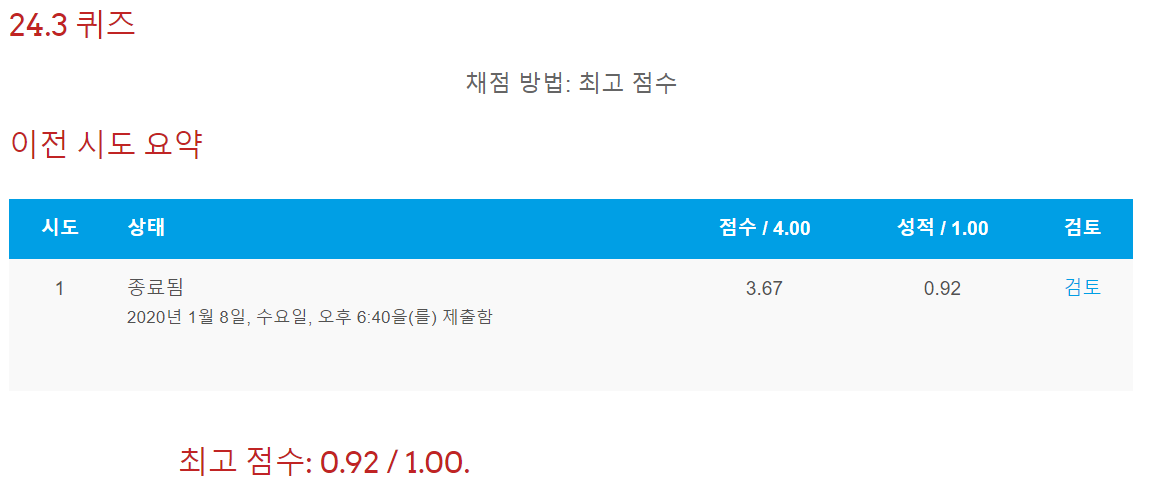 24.3 퀴즈
채점 방법: 최고 점수
이전 시도 요약
시도 상태 점수 / 4.00 성적 / 1.00 검토
1 종료됨 3.67 0.92 검토
2020년 1월 8일, 수요일, 오후 6:40을(를) 제출함
최고 점수: 0.92 / 1.00.